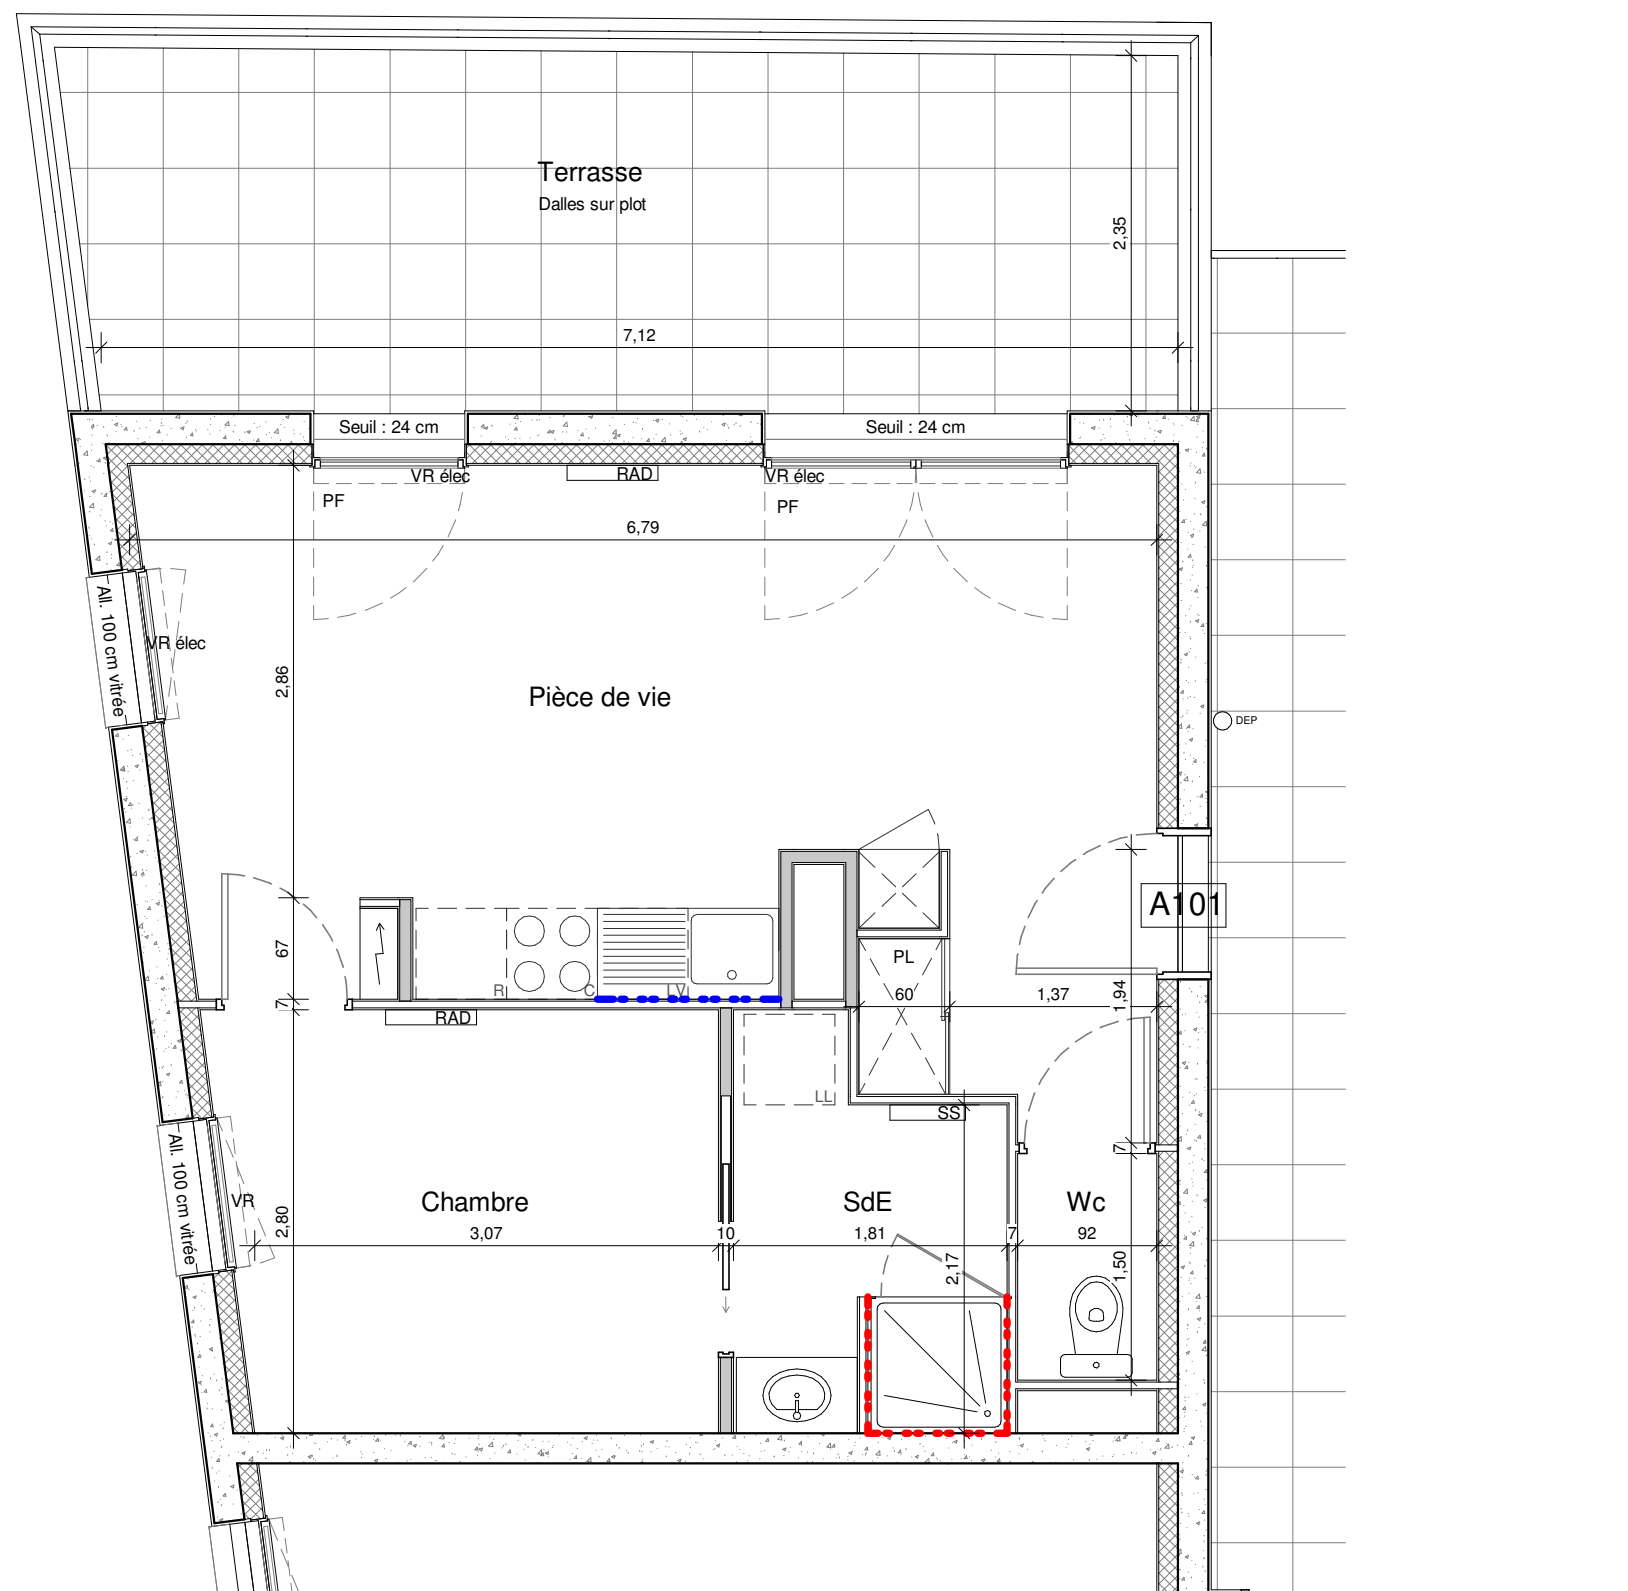 Terrasse
Dalles sur plot
2,35
7,12
Seuil : 24 cm
Seuil : 24 cm
VR élec
RAD
VR élec
PF
PF
6,79
All. 100 cm vitrée
VR élec
2,86
Pièce de vie
DEP
A101
67
PL
R
C
LV
60
1,37
1,94
7
RAD
LL
SS
7
All. 100 cm vitrée
VR
Chambre
SdE
Wc
2,80
3,07
10
1,81
7
92
2,17
1,50